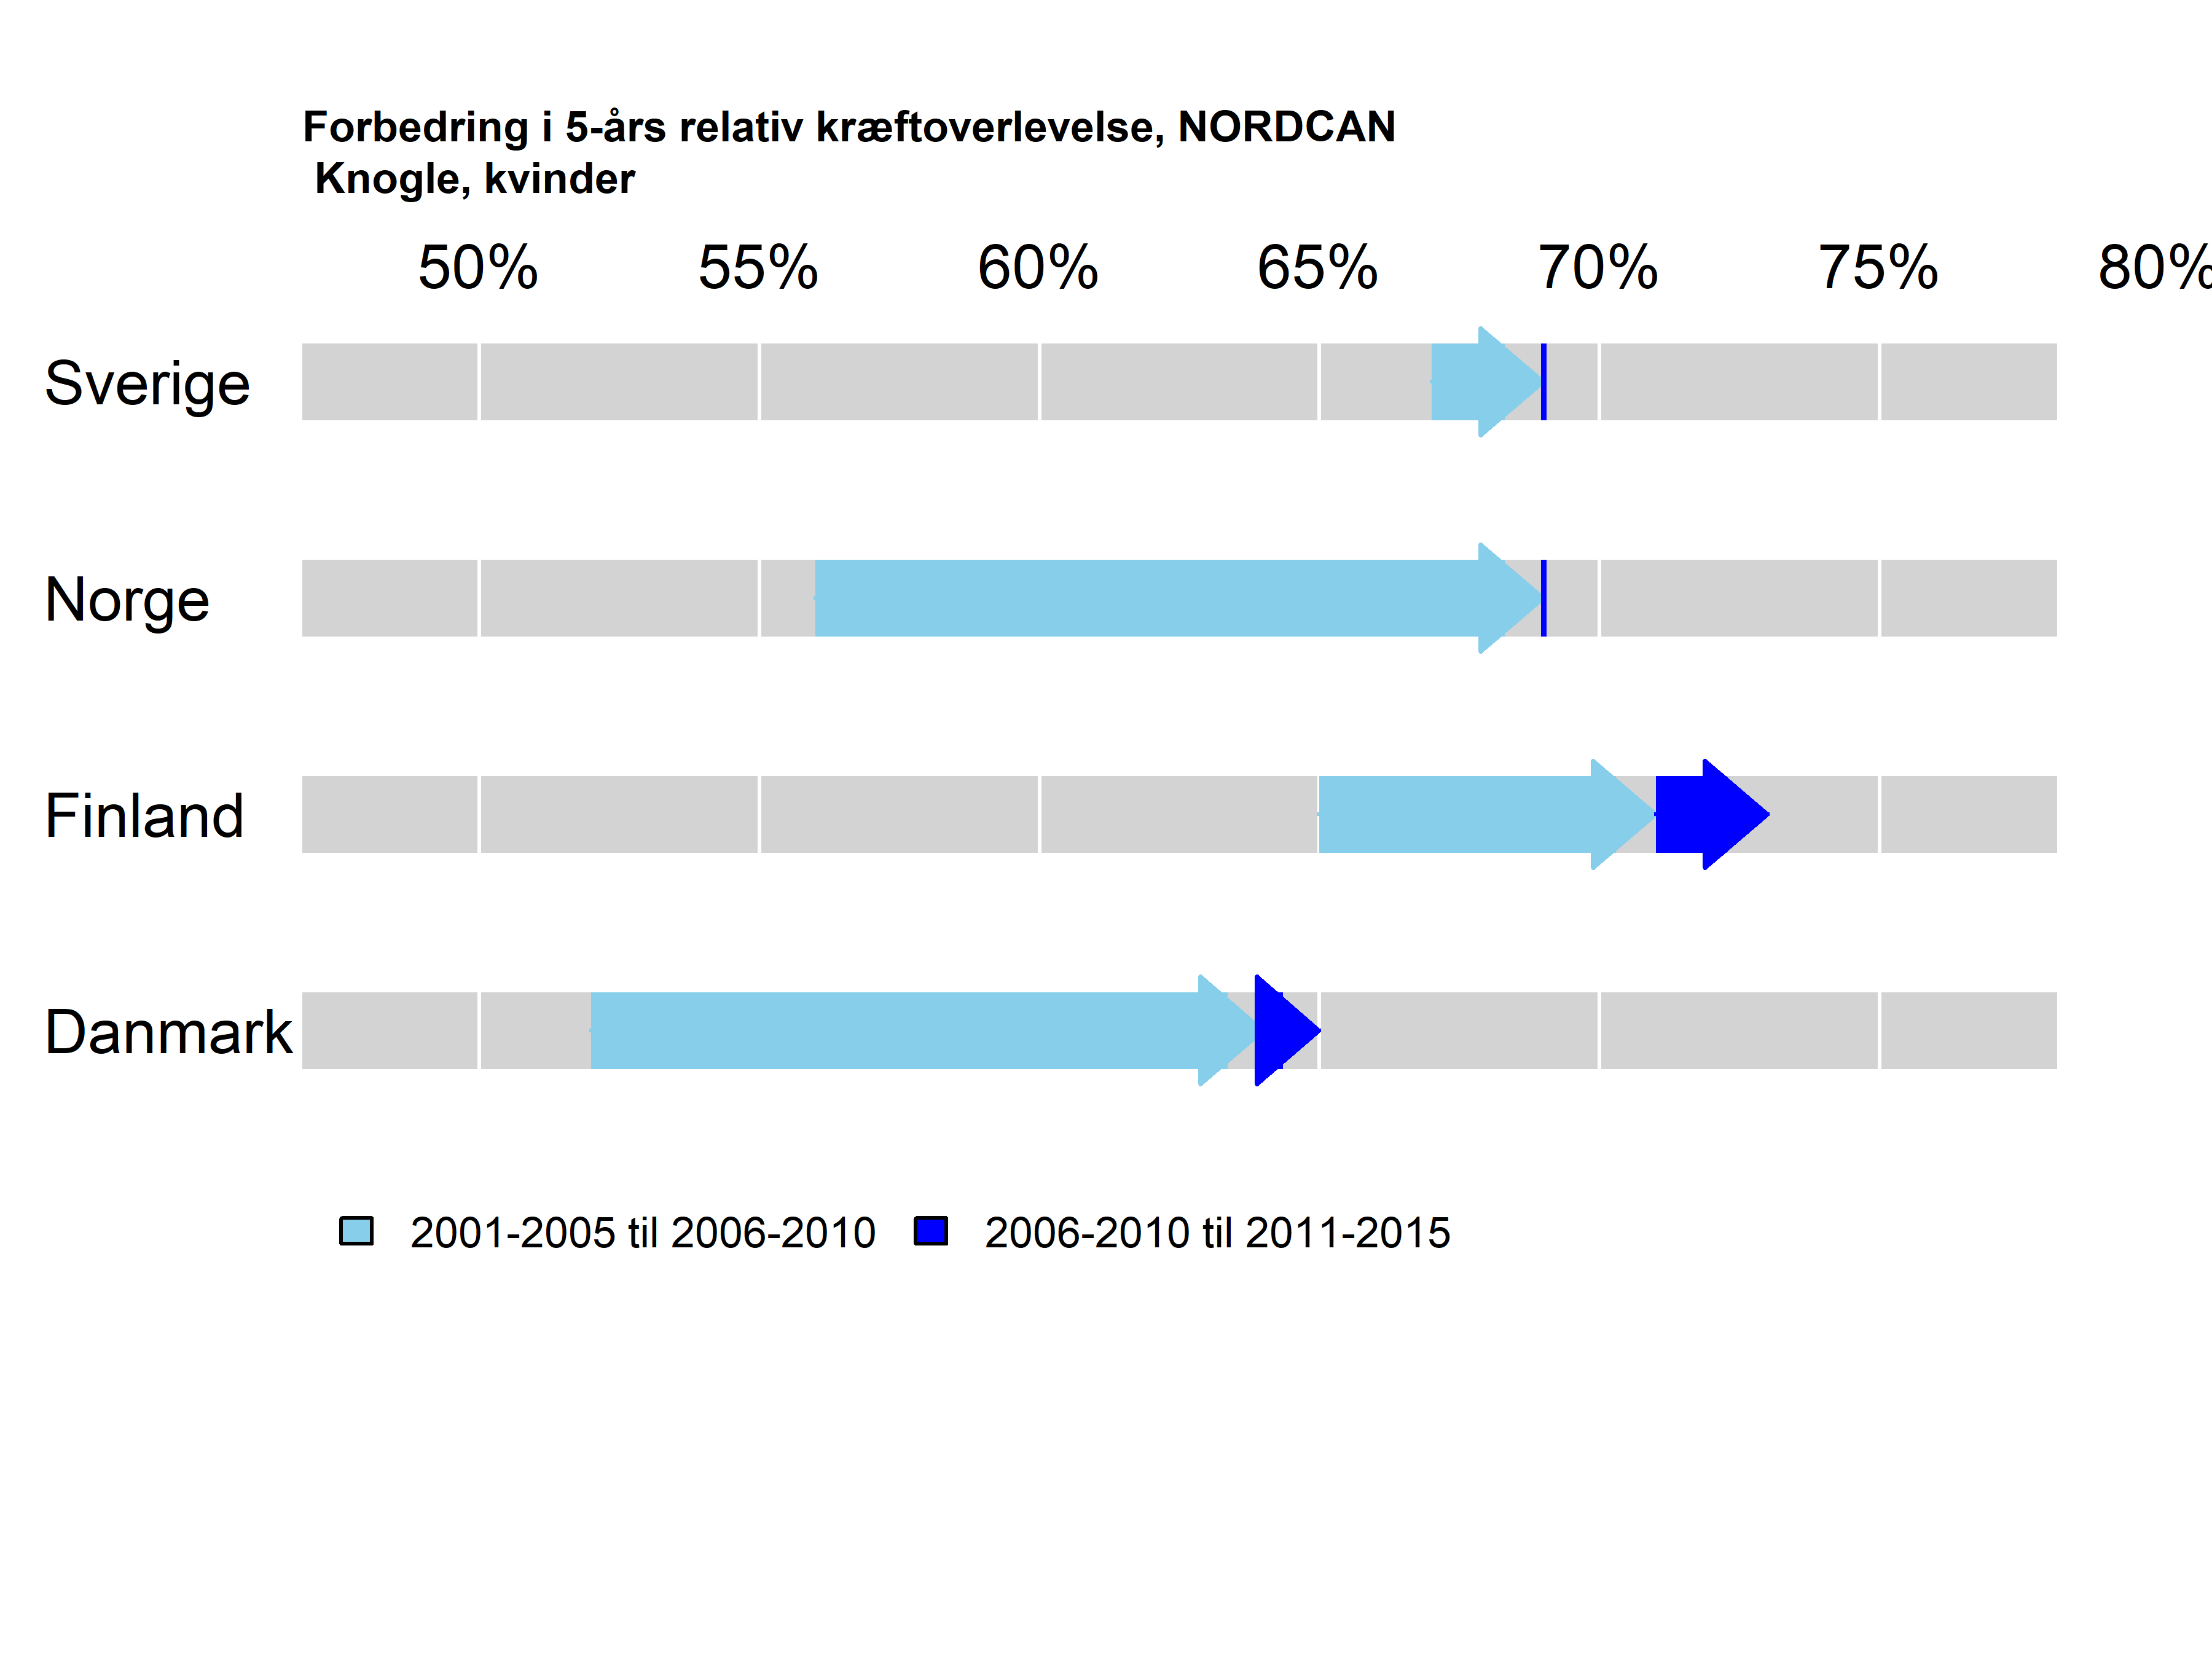 Forbedring i 5-års relativ kræftoverlevelse, NORDCAN
Knogle, kvinder
50% 55% 60% 65% 70% 75% 80%
Sverige
Norge
Finland
Danmark
2001-2005 til 2006-2010 2006-2010 til 2011-2015